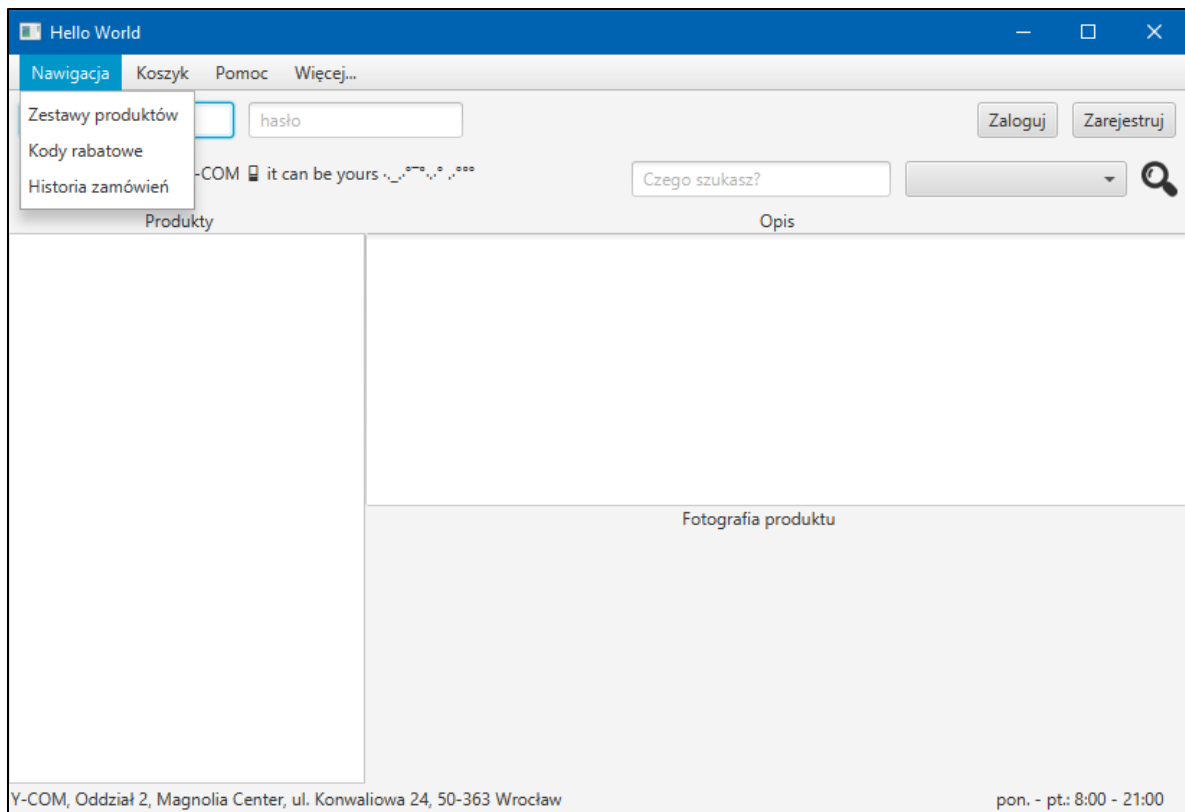 Hello World
Nawigacja Koszyk Pomoc Więcej...
Zestawy produktów
Kody rabatowe
Historia zamówień
hasło
Zaloguj Zarejestruj
-COM it can be yours
Czego szukasz?
Produkty
Opis
Fotografia produktu
Y-COM, Oddział 2, Magnolia Center, ul. Konwaliowa 24, 50-363 Wrocław
pon. - pt.: 8:00 - 21:00